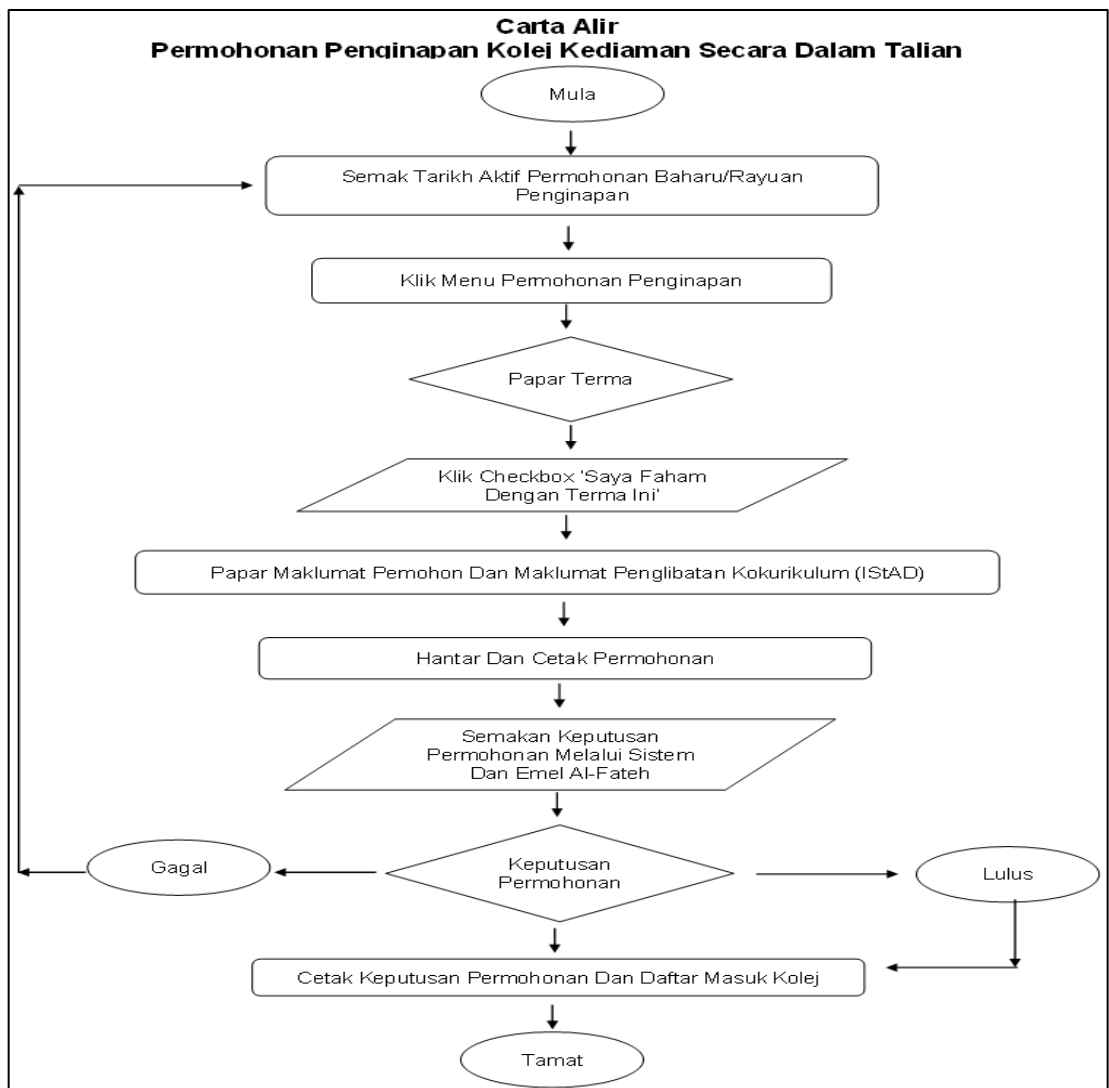 Carta Alir
Permohonan Penginapan Kolej Kediaman Secara Dalam Talian
Mula
Semak Tarikh Aktif Permohonan Baharu/Rayuan
Penginapan
Klik Menu Permohonan Penginapan
Papar Terma
Klik Checkbox 'Saya Faham
Dengan Terma Ini'
Papar Maklumat Pemohon Dan Maklumat Penglibatan Kokurikulum (IStAD)
Hantar Dan Cetak Permohonan
Semakan Keputusan
Permohonan Melalui Sistem
Dan Emel Al-Fateh
Gagal
Keputusan
Permohonan
Lulus
Cetak Keputusan Permohonan Dan Daftar Masuk Kolej
Tamat